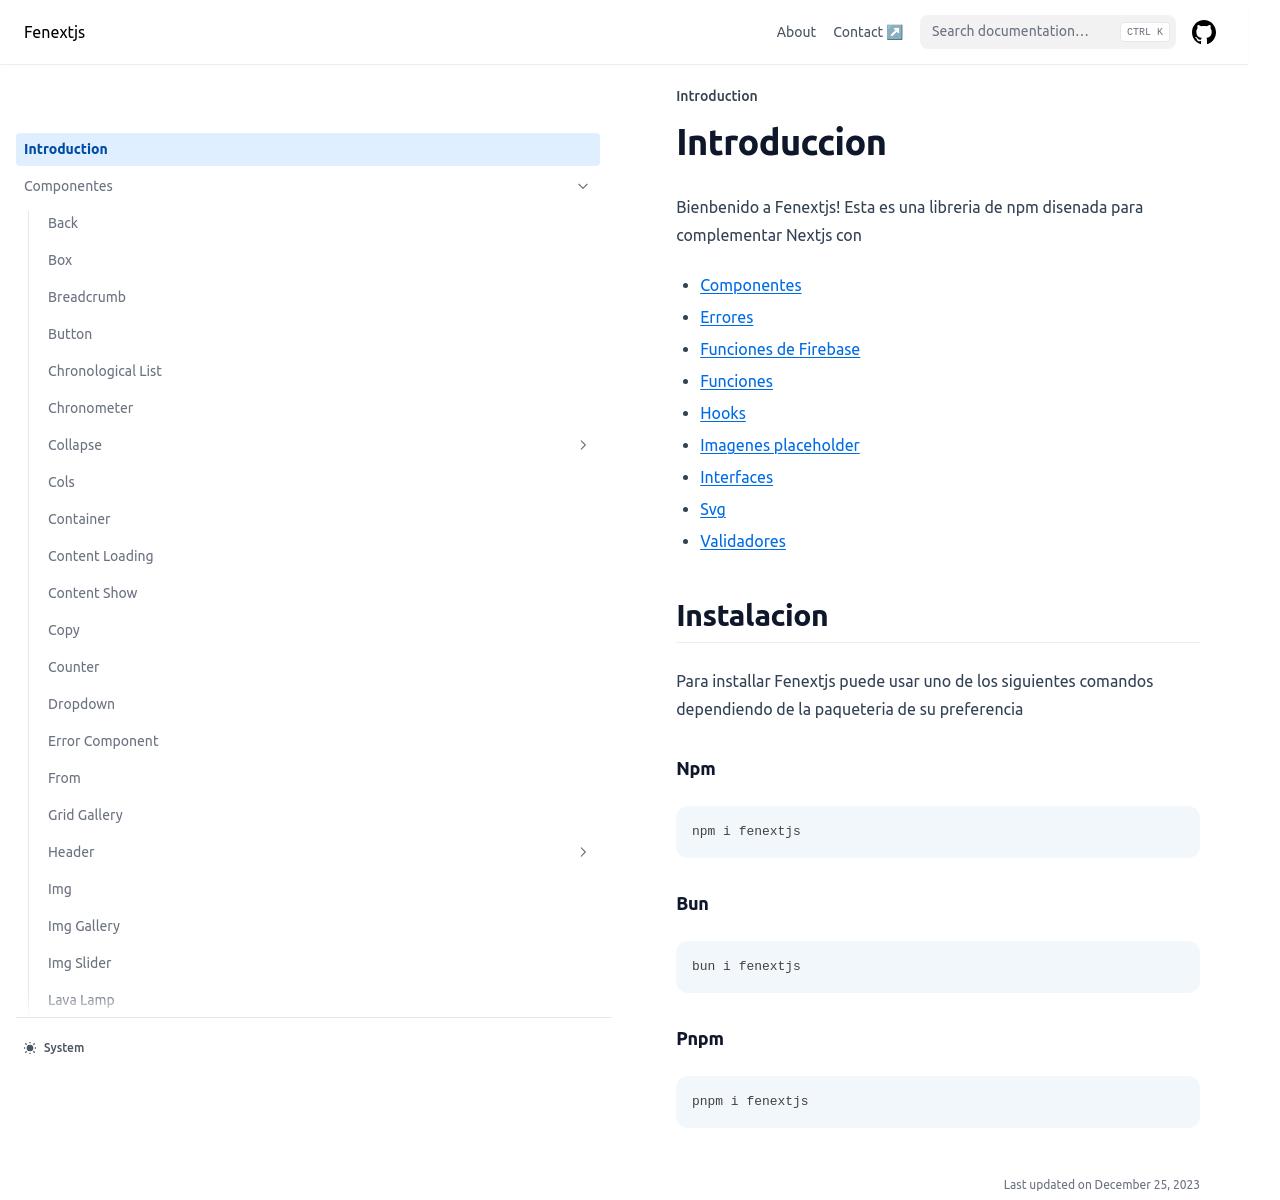 Fenextjs
About
Contact ↗️
Search documentation…
CTRL K
Introduction
Componentes
Back
Box
Breadcrumb
Button
Chronological List
Chronometer
Collapse
Cols
Container
Content Loading
Content Show
Copy
Counter
Dropdown
Error Component
From
Grid Gallery
Header
Img
Img Gallery
Img Slider
Lava Lamp
System
Introduction
Introduccion
Bienbenido a Fenextjs! Esta es una libreria de npm disenada para
complementar Nextjs con
• Componentes
• Errores
• Funciones de Firebase
• Funciones
• Hooks
• Imagenes placeholder
• Interfaces
• Svg
• Validadores
Instalacion
Para installar Fenextjs puede usar uno de los siguientes comandos
dependiendo de la paqueteria de su preferencia
Npm
npm i fenextjs
Bun
bun i fenextjs
Pnpm
pnpm i fenextjs
Last updated on December 25, 2023